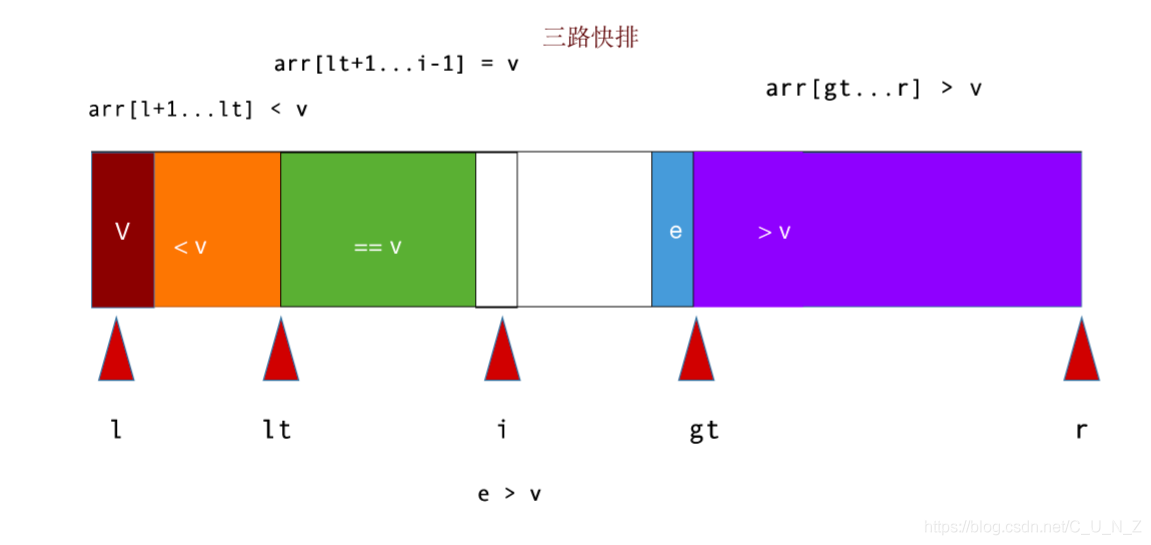 三路快排
arr[lt+1...i-1] = v
arr[gt...r] > v
arr[l+1...lt] < v
V
< v
== v
e
> v
l
lt
i
gt
r
e > v
https://blog.csdn.net/C_U_N_Z